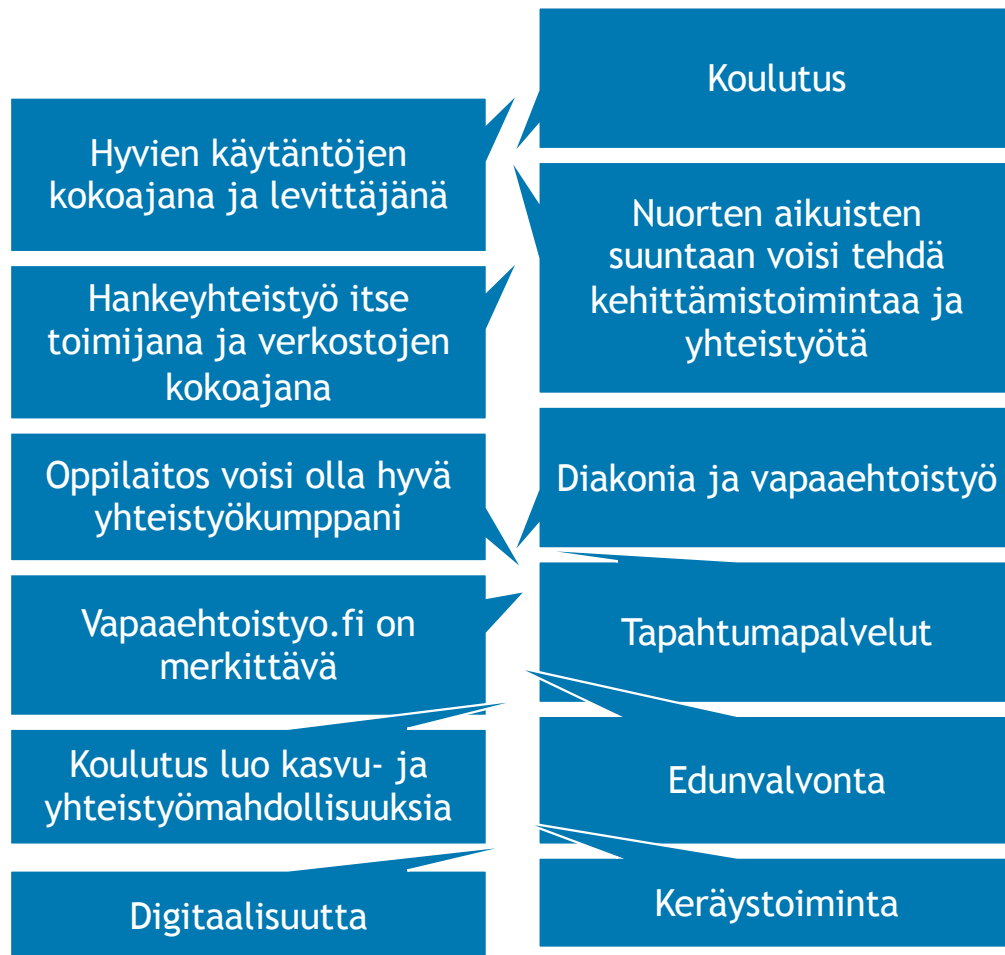 Hyvien käytäntöjen
kokoajana ja levittäjänä
Hankeyhteistyö itse
toimijana ja verkostojen
kokoajana
Oppilaitos voisi olla hyvä
yhteistyökumppani
Vapaaehtoistyo.fi on
merkittävä
Koulutus luo kasvu- ja
yhteistyömahdollisuuksia
Digitaalisuutta
Koulutus
Nuorten aikuisten
suuntaan voisi tehdä
kehittämistoimintaa ja
yhteistyötä
Diakonia ja vapaaehtoistyö
Tapahtumapalvelut
Edunvalvonta
Keräystoiminta